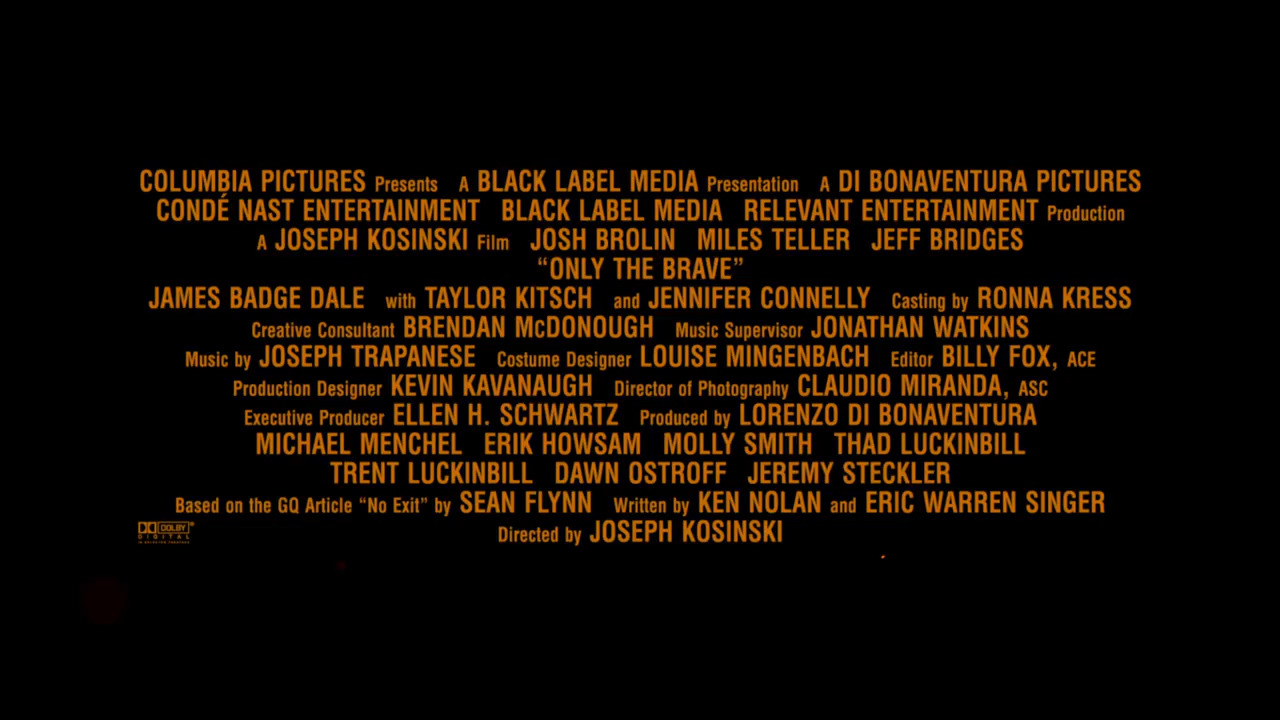 COLUMBIA PICTURES Presents A BLACK LABEL MEDIA Presentation A DI BONAVENTURA PICTURES
CONDÉ NAST ENTERTAINMENT BLACK LABEL MEDIA RELEVANT ENTERTAINMENT Production
A JOSEPH KOSINSKI Film JOSH BROLIN MILES TELLER JEFF BRIDGES
“ONLY THE BRAVE”
JAMES BADGE DALE with TAYLOR KITSCH and JENNIFER CONNELLY Casting by RONNA KRESS
Creative Consultant BRENDAN McDONOUGH Music Supervisor JONATHAN WATKINS
Music by JOSEPH TRAPANESE Costume Designer LOUISE MINGENBACH Editor BILLY FOX, ACE
Production Designer KEVIN KAVANAUGH Director of Photography CLAUDIO MIRANDA, ASC
Executive Producer ELLEN H. SCHWARTZ Produced by LORENZO DI BONAVENTURA
MICHAEL MENCHEL ERIK HOWSAM MOLLY SMITH THAD LUCKINBILL
TRENT LUCKINBILL DAWN OSTROFF JEREMY STECKLER
Based on the GQ Article “No Exit” by SEAN FLYNN Written by KEN NOLAN and ERIC WARREN SINGER
Directed by JOSEPH KOSINSKI
DOLBY
DIGITAL